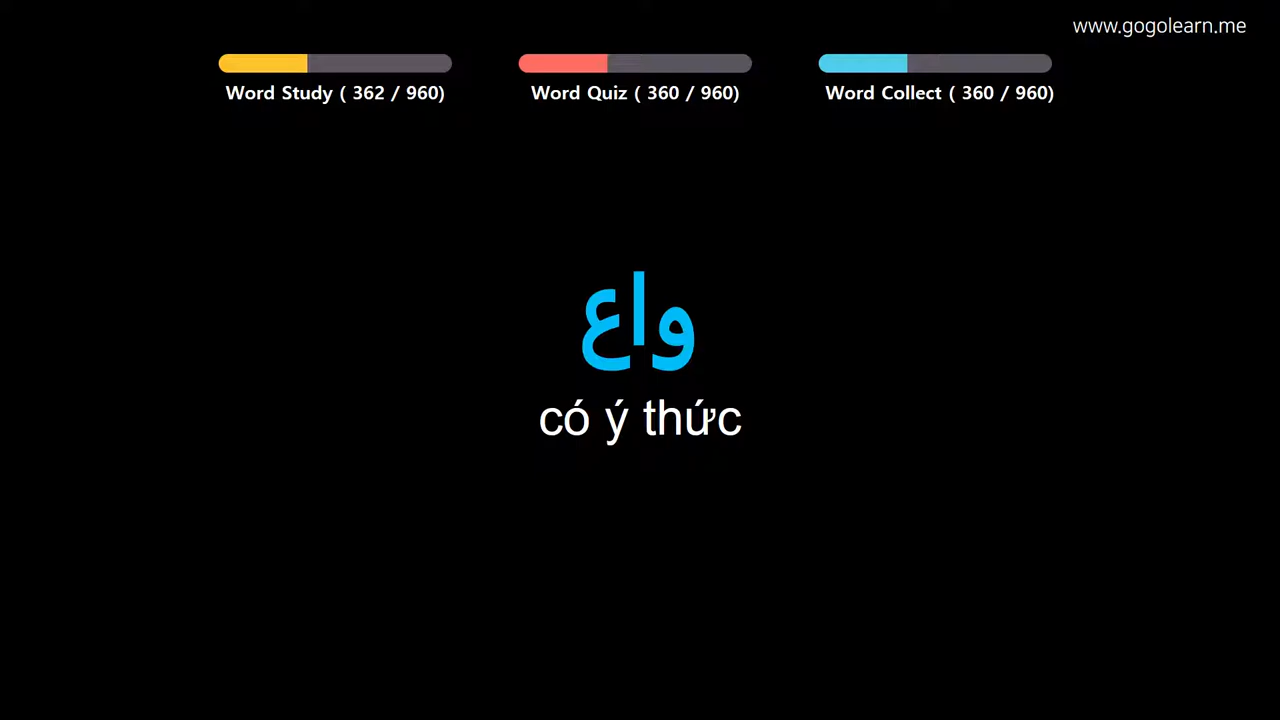 www.gogolearn.me
Word Study ( 362 / 960)
Word Quiz ( 360 / 960)
Word Collect ( 360 / 960)
واع
có ý thức